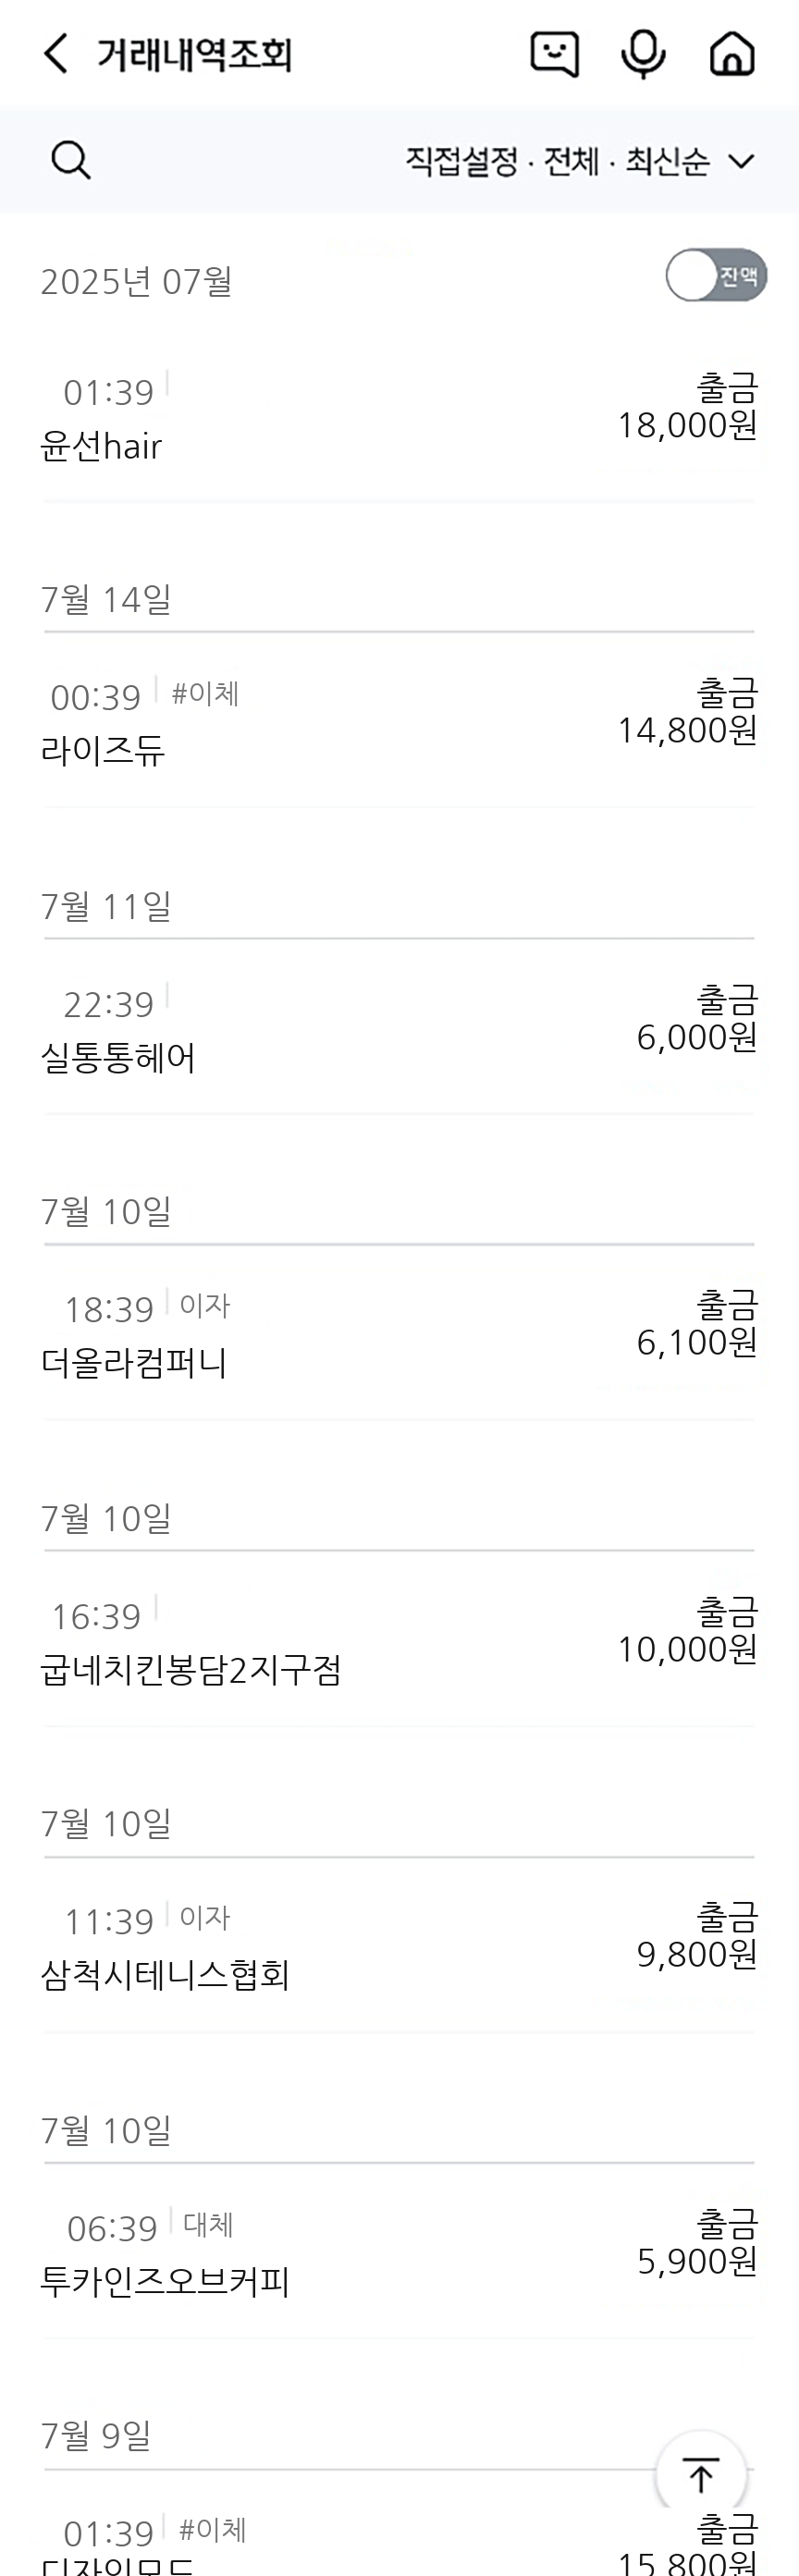 거래내역조회
직접설정 · 전체 · 최신순
2025년 07월
잔액
01:39
출금
윤선hair
18,000원
7월 14일
00:39 #이체
출금
14,800원
라이즈듀
7월 11일
22:39
출금
6,000원
실통통헤어
7월 10일
18:39 이자
출금
6,100원
더올라컴퍼니
7월 10일
16:39
출금
10,000원
굽네치킨봉담2지구점
7월 10일
11:39 이자
출금
9,800원
삼척시테니스협회
7월 10일
06:39 대체
출금
5,900원
투카인즈오브커피
7월 9일
01:39 #이체
출금
15,800원
디자인모드